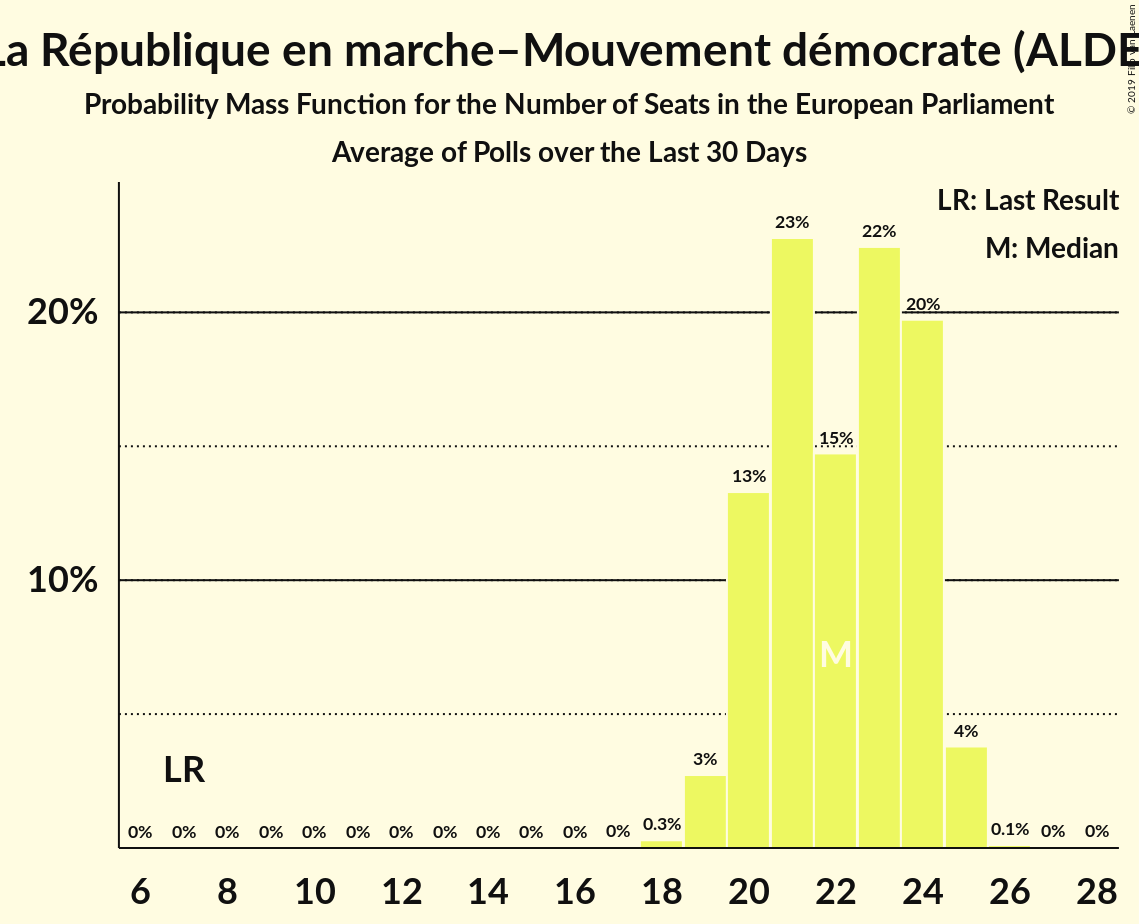 La République en marche–Mouvement démocrate (ALDE
Probability Mass Function for the Number of Seats in the European Parliament
Average of Polls over the Last 30 Days
© 2019
LR: Last Result
M: Median
23%
22%
20%
20%
15%
13%
10%
M
4%
3%
LR
0% 0% 0% 0% 0% 0% 0% 0% 0% 0% 0% 0% 0.3% 0.1% 0% 0%
6 8 10 12 14 16 18 20 22 24 26 28